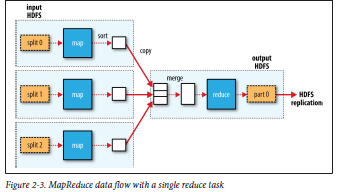 input
HDFS
split 0
map
sort
copy
split 1
map
merge
reduce
output
HDFS
part 0
HDFS
replication
split 2
map
Figure 2-3. MapReduce data flow with a single reduce task